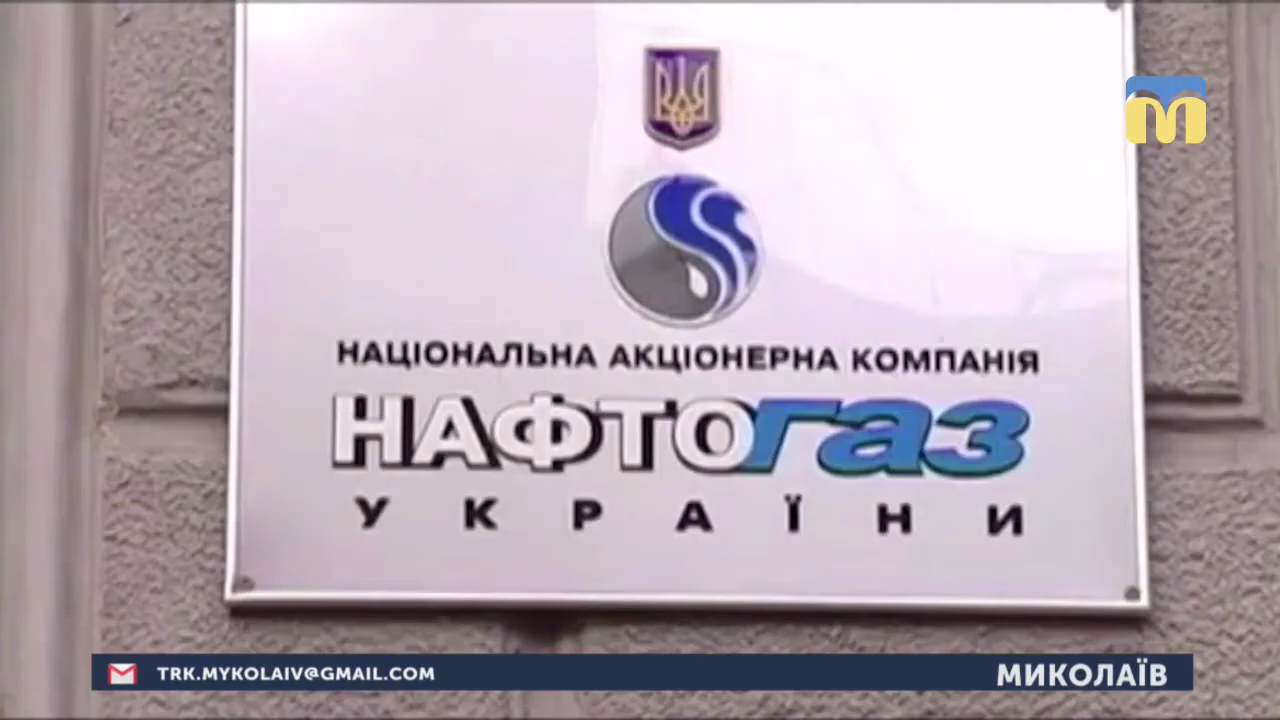 НАЦІОНАЛЬНА АКЦІОНЕРНА КОМПАНІЯ
НАФТОГАЗ
УКРАЇНИ
TRK.MYKOLAIV@GMAIL.COM
МИКОЛАЇВ